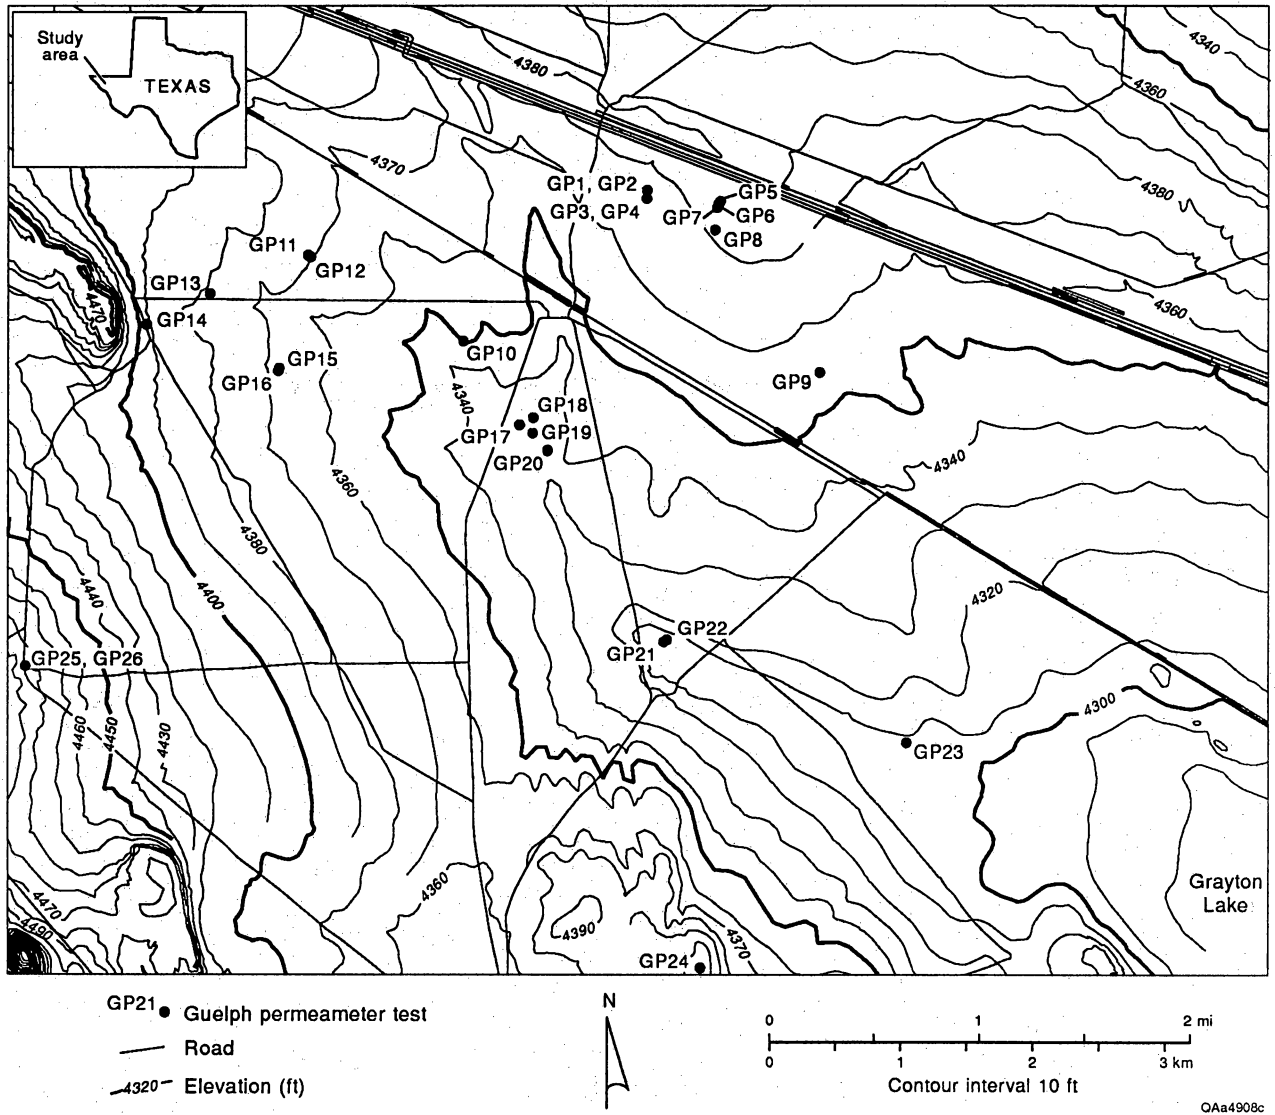 Study
area
TEXAS
4340
4380
4360
4370
GP1, GP2
GP5
4380
GP3, GP4
GP7
GP6
GP8
GP11
GP12
GP13
4470
4360
GP14
GP10
GP15
GP16
GP9
4340
GP18
GP17
GP19
GP20
4340
4360
4380
4440
4400
4320
GP22
GP21
GP25, GP26
4300
4460
4450
4430
GP23
4360
Grayton
Lake
4470
4490
4390
4370
GP24
GP21
Guelph permeameter test
Road
4320
Elevation (ft)
N
0 1 2 mi
0 1 2 3 km
Contour interval 10 ft
QAa4908c